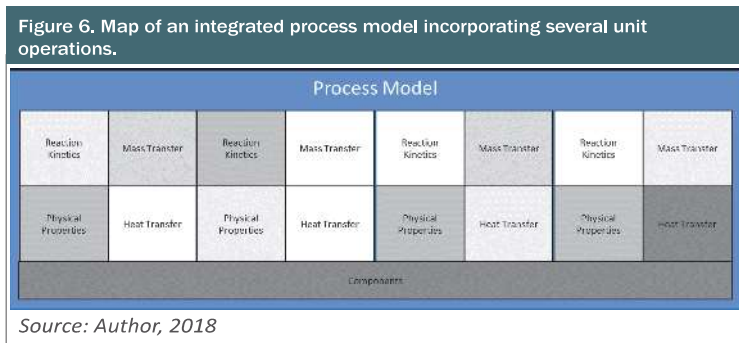 Figure 6. Map of an integrated process model incorporating several unit
operations.
Process Model
Reaction
Kinetics
Mass Transfer
Reaction
Kinetics
Mass Transfer
Reaction
Kinetics
Mass Transfer
Reaction
Kinetics
Mass Transfer
Physical
Properties
Heat Transfer
Physical
Properties
Heat Transfer
Physical
Properties
Heat Transfer
Physical
Properties
Heat Transfer
Components
Source: Author, 2018